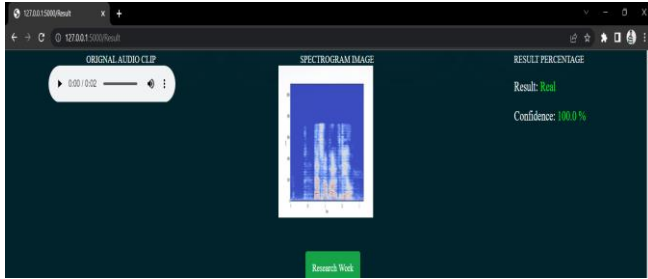 127.0.0.1:5000/Result
127.0.0.1:5000/Result
ORIGNAL AUDIO CLIP
0:00 / 0:02
SPECTROGRAM IMAGE
RESULT PERCENTAGE
Result: Real
Confidence: 100.0 %
Research Work